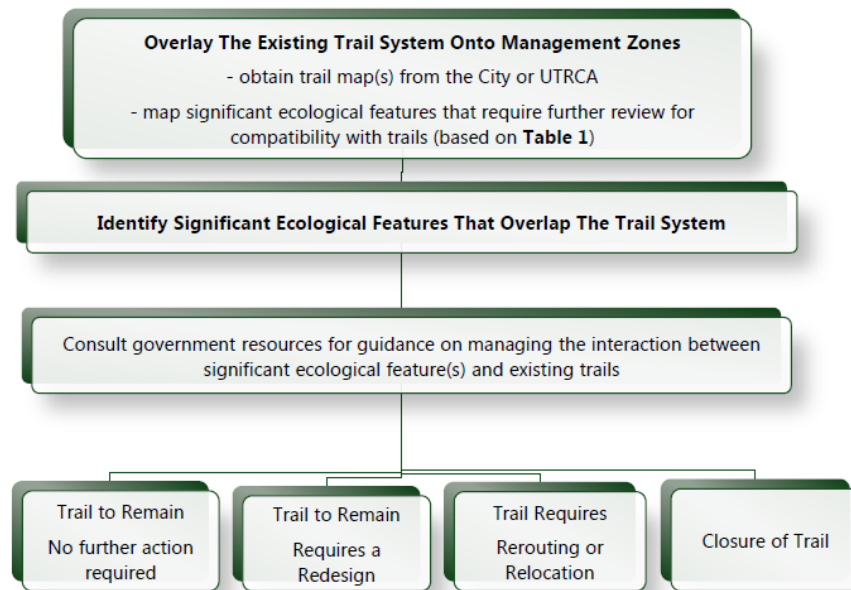 Overlay The Existing Trail System Onto Management Zones
- obtain trail map(s) from the City or UTRCA
- map significant ecological features that require further review for
compatibility with trails (based on Table 1)
Identify Significant Ecological Features That Overlap The Trail System
Consult government resources for guidance on managing the interaction between
significant ecological feature(s) and existing trails
Trail to Remain
No further action
required
Trail to Remain
Requires a
Redesign
Trail Requires
Rerouting or
Relocation
Closure of Trail